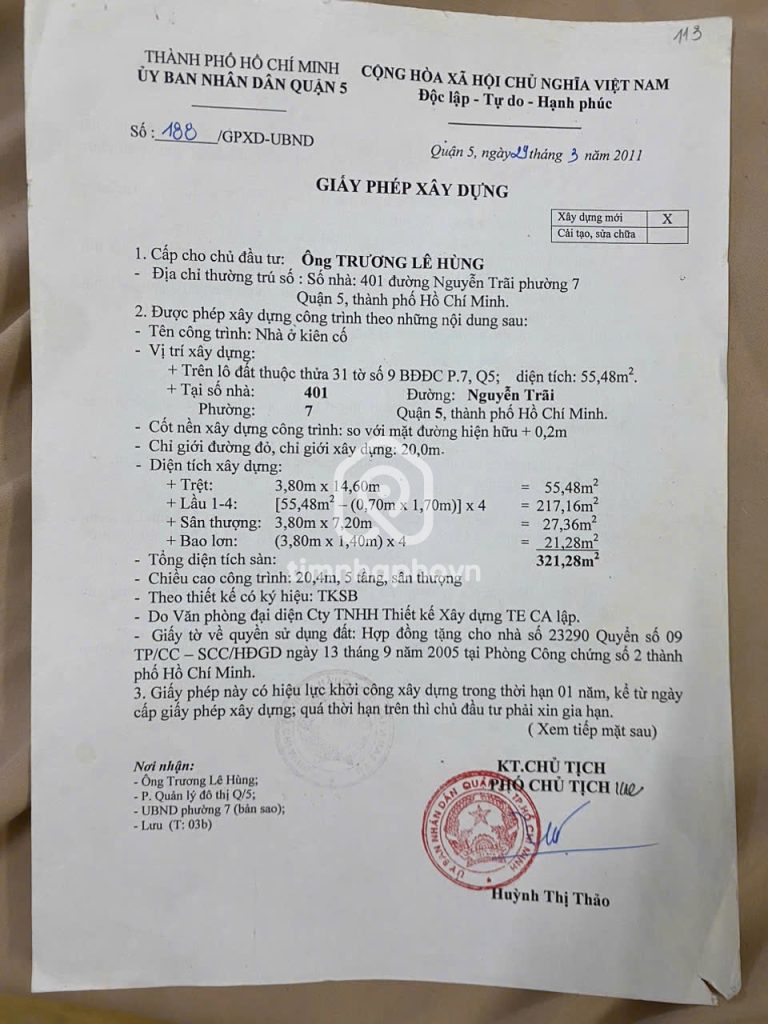 113
THÀNH PHỐ HỒ CHÍ MINH
ỦY BAN NHÂN DÂN QUẬN 5
CỘNG HÒA XÃ HỘI CHỦ NGHĨA VIỆT NAM
Độc lập - Tự do - Hạnh phúc
Số : 188 /GPXD-UBND
Quận 5, ngày 29 tháng 3 năm 2011
GIẤY PHÉP XÂY DỰNG
Xây dựng mới X
Cải tạo, sửa chữa
1. Cấp cho chủ đầu tư: Ông TRƯƠNG LÊ HÙNG
- Địa chỉ thường trú số : Số nhà: 401 đường Nguyễn Trãi phường 7
Quận 5, thành phố Hồ Chí Minh.
2. Được phép xây dựng công trình theo những nội dung sau:
- Tên công trình: Nhà ở kiên cố
- Vị trí xây dựng:
+ Trên lô đất thuộc thửa 31 tờ số 9 BĐĐC P.7, Q5; diện tích: 55,48m².
+ Tại số nhà: 401 Đường: Nguyễn Trãi
Phường: 7 Quận 5, thành phố Hồ Chí Minh.
- Cốt nền xây dựng công trình: so với mặt đường hiện hữu + 0,2m
- Chỉ giới đường đỏ, chỉ giới xây dựng: 20,0m.
- Diện tích xây dựng:
+ Trệt: 3,80m x 14,60m = 55,48m²
+ Lầu 1-4: [55,48m² – (0,70m x 1,70m)] x 4 = 217,16m²
+ Sân thượng: 3,80m x 7,20m = 27,36m²
+ Bao lơn: (3,80m x 1,40m) x 4 = 21,28m²
- Tổng diện tích sàn: 321,28m²
timnhaphovn
- Chiều cao công trình: 20,4m, 5 tầng, sân thượng
- Theo thiết kế có ký hiệu: TKSB
- Do Văn phòng đại diện Cty TNHH Thiết kế Xây dựng TE CA lập.
- Giấy tờ về quyền sử dụng đất: Hợp đồng tặng cho nhà số 23290 Quyển số 09
TP/CC – SCC/HĐGD ngày 13 tháng 9 năm 2005 tại Phòng Công chứng số 2 thành
phố Hồ Chí Minh.
3. Giấy phép này có hiệu lực khởi công xây dựng trong thời hạn 01 năm, kể từ ngày
cấp giấy phép xây dựng; quá thời hạn trên thì chủ đầu tư phải xin gia hạn.
( Xem tiếp mặt sau)
Nơi nhận:
- Ông Trương Lê Hùng;
- P. Quản lý đô thị Q/5;
- UBND phường 7 (bản sao);
- Lưu (T: 03b)
KT.CHỦ TỊCH
PHÓ CHỦ TỊCH
ỦY BAN NHÂN DÂN QUẬN 5 TP.HỒ CHÍ MINH
Huỳnh Thị Thảo